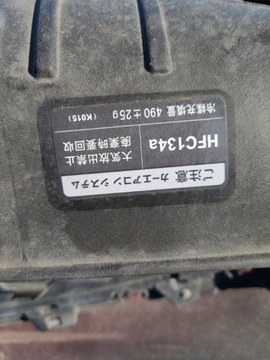 ご注意 カーエアコンシステム
HFC134a
大気放出禁止
廃棄時要回収
冷媒充填量 490±25g
(K015)